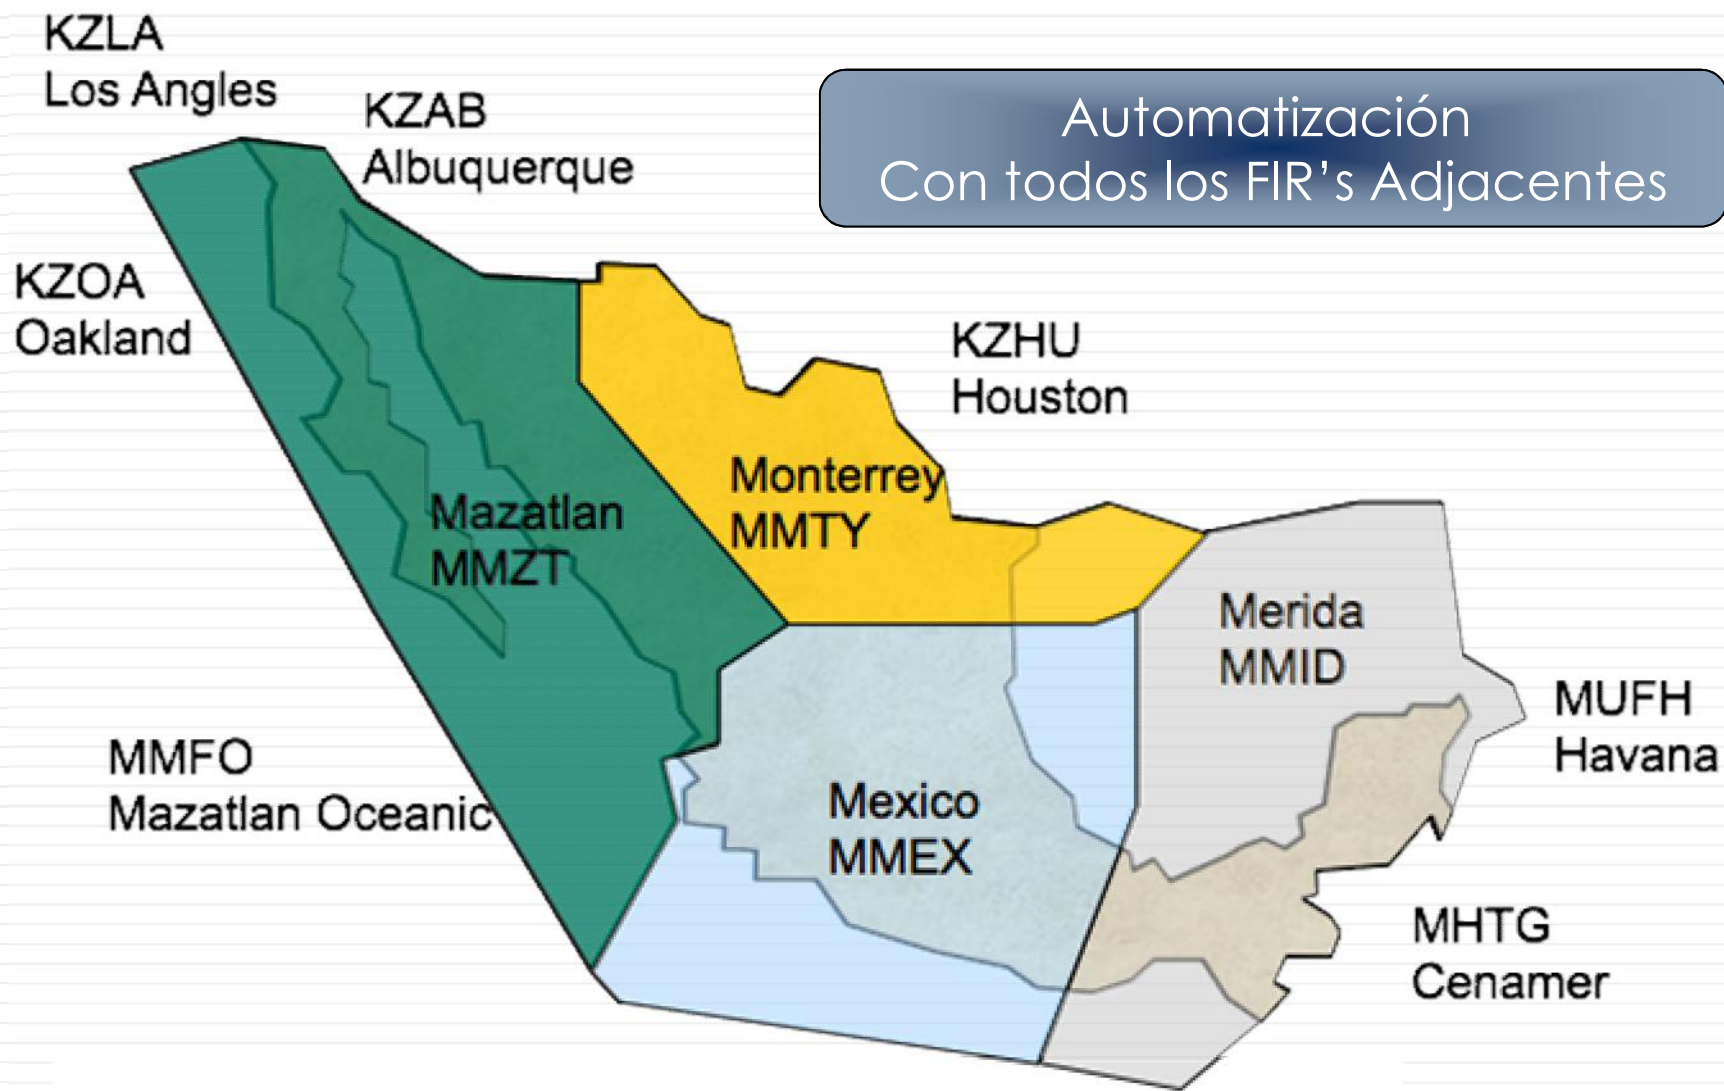 KZLA
Los Angles
KZAB
Albuquerque
Automatización
Con todos los FIR's Adjacentes
KZOA
Oakland
KZHU
Houston
Monterrey
MMTY
Mazatlan
MMZT
Merida
MMID
MUFH
Havana
MMFO
Mazatlan Oceanic
Mexico
MMEX
MHTG
Cenamer